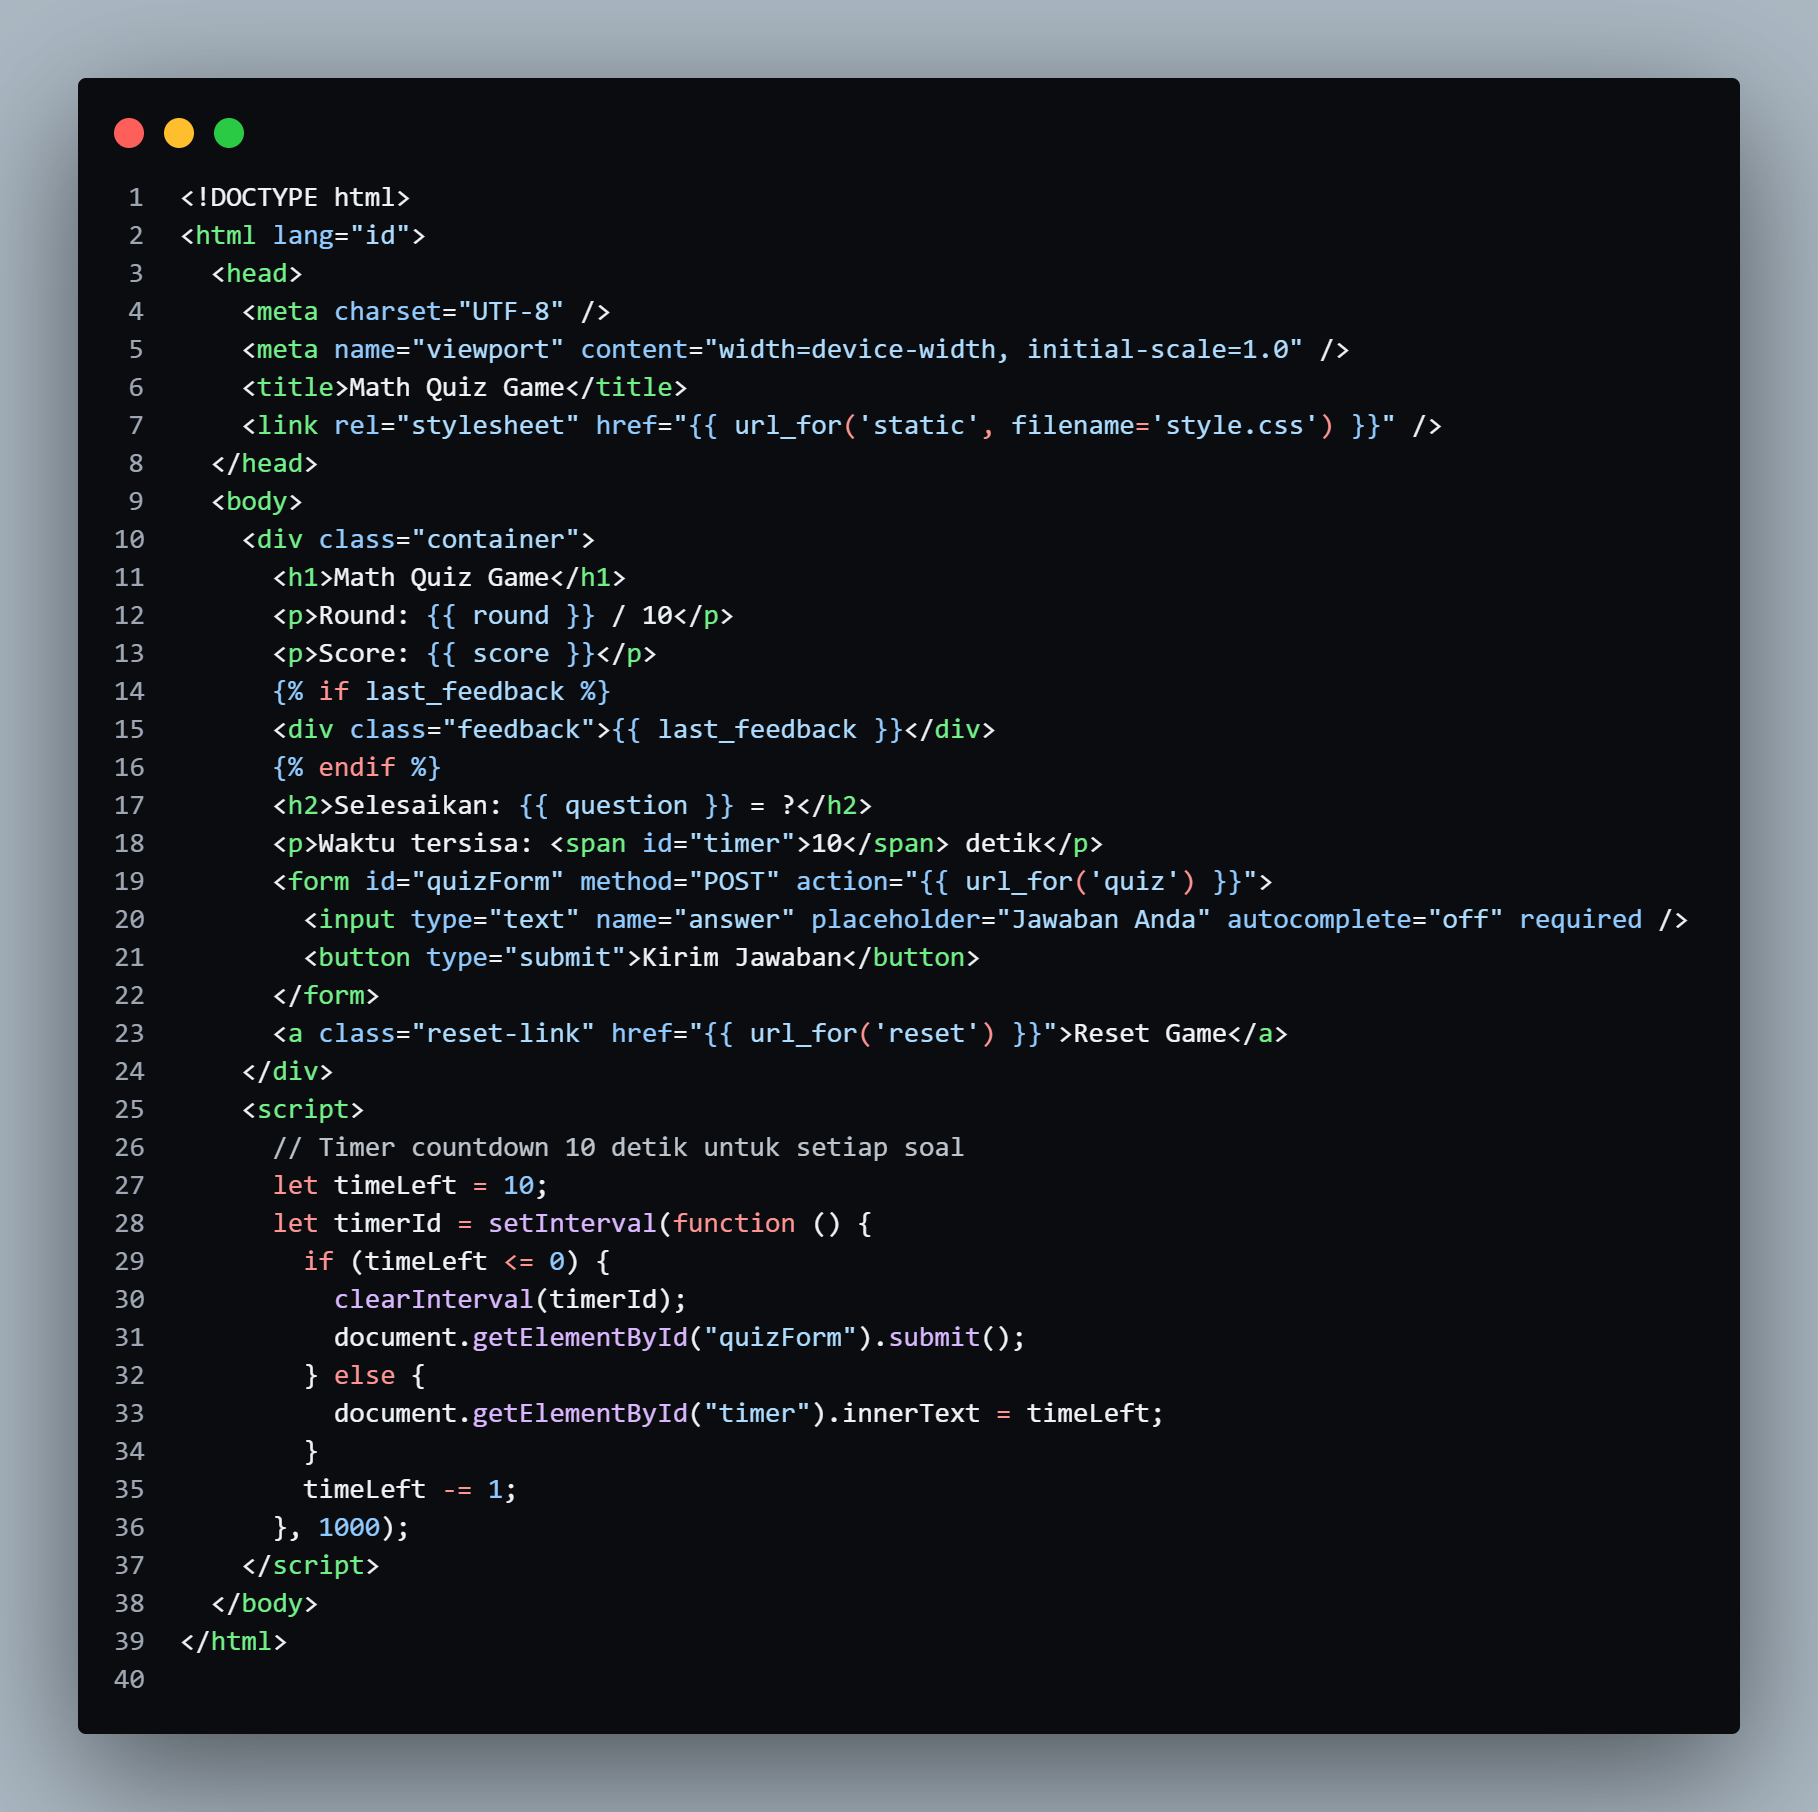 1 <!DOCTYPE html>
2 <html lang="id">
3   <head>
4     <meta charset="UTF-8" />
5     <meta name="viewport" content="width=device-width, initial-scale=1.0" />
6     <title>Math Quiz Game</title>
7     <link rel="stylesheet" href="{{ url_for('static', filename='style.css') }}" />
8   </head>
9   <body>
10     <div class="container">
11       <h1>Math Quiz Game</h1>
12       <p>Round: {{ round }} / 10</p>
13       <p>Score: {{ score }}</p>
14       {% if last_feedback %}
15       <div class="feedback">{{ last_feedback }}</div>
16       {% endif %}
17       <h2>Selesaikan: {{ question }} = ?</h2>
18       <p>Waktu tersisa: <span id="timer">10</span> detik</p>
19       <form id="quizForm" method="POST" action="{{ url_for('quiz') }}">
20         <input type="text" name="answer" placeholder="Jawaban Anda" autocomplete="off" required />
21         <button type="submit">Kirim Jawaban</button>
22       </form>
23       <a class="reset-link" href="{{ url_for('reset') }}">Reset Game</a>
24     </div>
25     <script>
26       // Timer countdown 10 detik untuk setiap soal
27       let timeLeft = 10;
28       let timerId = setInterval(function () {
29         if (timeLeft <= 0) {
30           clearInterval(timerId);
31           document.getElementById("quizForm").submit();
32         } else {
33           document.getElementById("timer").innerText = timeLeft;
34         }
35         timeLeft -= 1;
36       }, 1000);
37     </script>
38   </body>
39 </html>
40